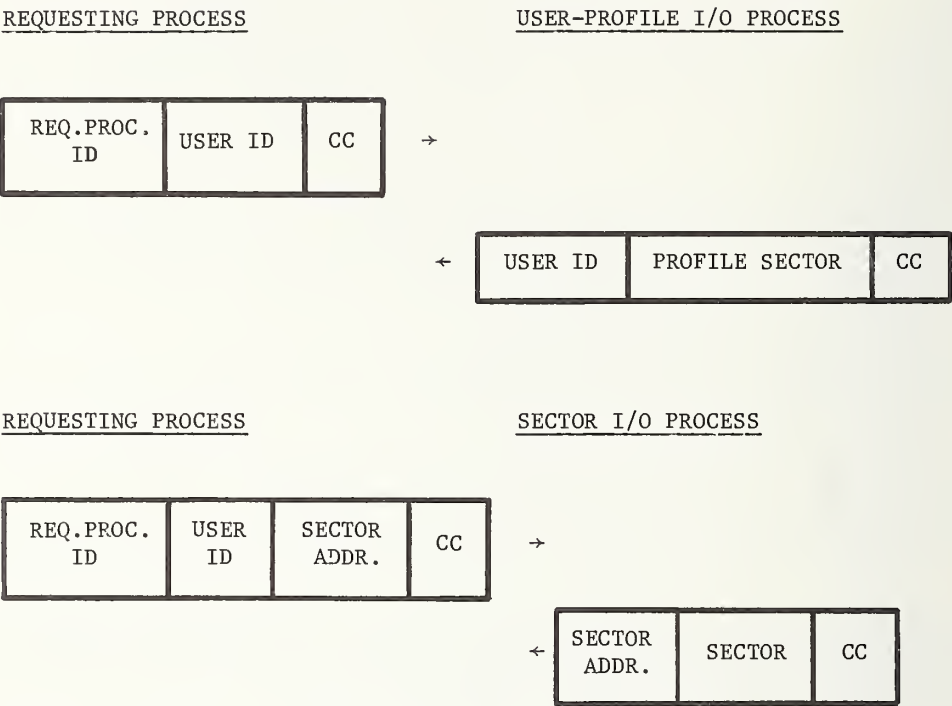 REQUESTING PROCESS
USER-PROFILE I/O PROCESS
REQ.PROC.
ID
USER ID
CC
→
←
USER ID
PROFILE SECTOR
CC
REQUESTING PROCESS
SECTOR I/O PROCESS
REQ.PROC.
ID
USER
ID
SECTOR
ADDR.
CC
→
←
SECTOR
ADDR.
SECTOR
CC